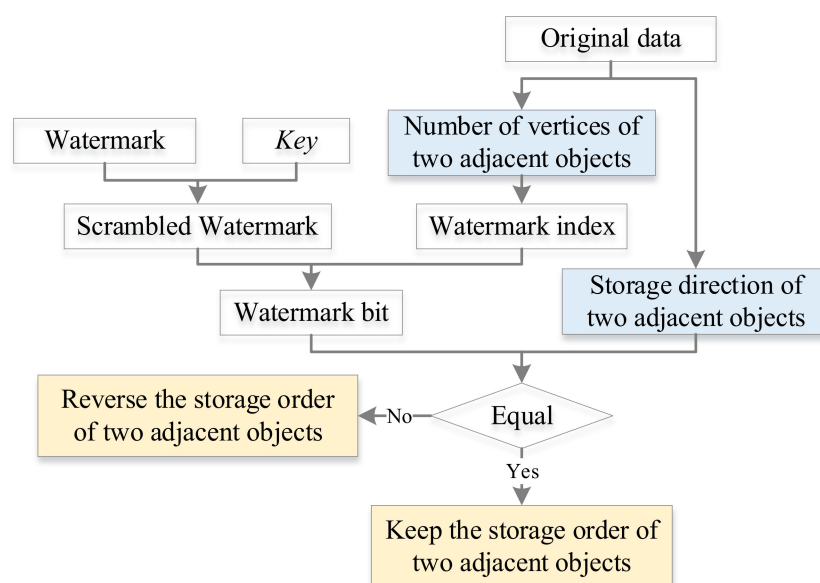 Original data
Number of vertices of
two adjacent objects
Watermark
Key
Scrambled Watermark
Watermark index
Storage direction of
two adjacent objects
Watermark bit
Reverse the storage order
of two adjacent objects
No
Equal
Yes
Keep the storage order of
two adjacent objects